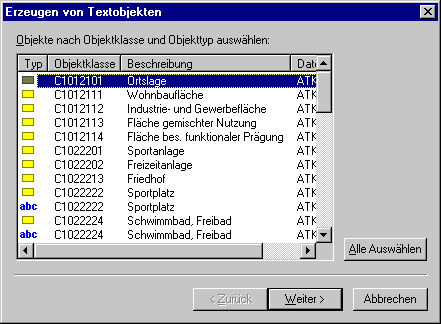 Erzeugen von Textobjekten
Objekte nach Objektklasse und Objekttyp auswählen:
Typ Objektklasse Beschreibung Date
C1012101 Ortslage ATK
C1012111 Wohnbaufläche ATK
C1012112 Industrie- und Gewerbefläche ATK
C1012113 Fläche gemischter Nutzung ATK
C1012114 Fläche bes. funktionaler Prägung ATK
C1022201 Sportanlage ATK
C1022202 Freizeitanlage ATK
C1022213 Friedhof ATK
C1022222 Sportplatz ATK
abc C1022222 Sportplatz ATK
C1022224 Schwimmbad, Freibad ATK
abc C1022224 Schwimmbad, Freibad ATK
Alle Auswählen
< Zurück Weiter > Abbrechen